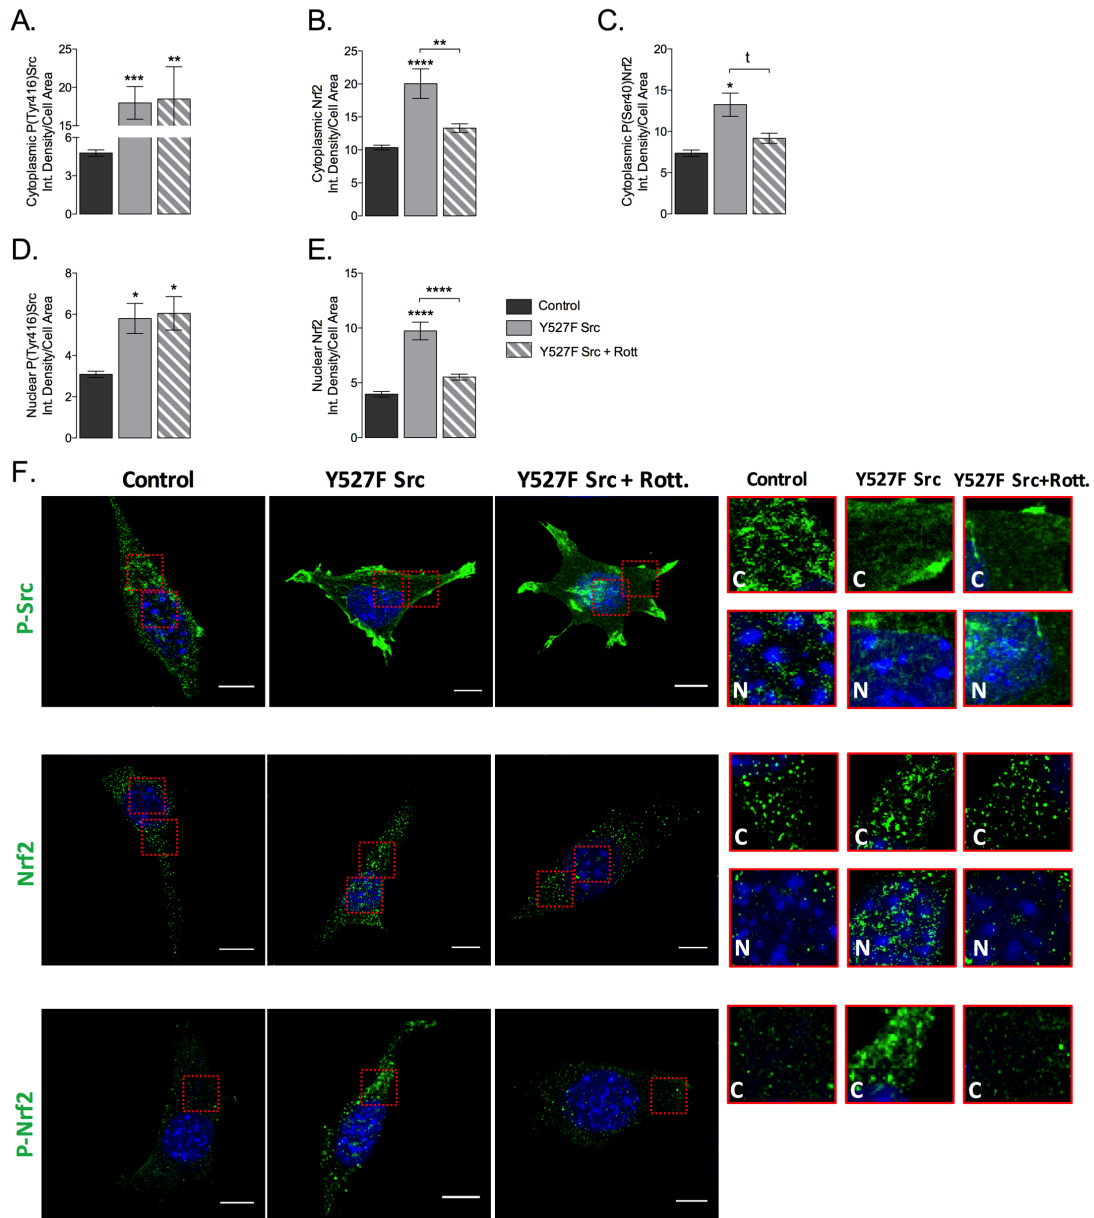 A.
Cytoplasmic P(Tyr416)Src
Int. Density/Cell Area
25
20
15
6
3
0
***
**
B.
Cytoplasmic Nrf2
Int. Density/Cell Area
25
20
15
10
5
0
****
**
C.
Cytoplasmic P(Ser40)Nrf2
Int. Density/Cell Area
20
15
10
5
0
*
t
D.
Nuclear P(Tyr416)Src
Int. Density/Cell Area
8
6
4
2
0
*
*
E.
Nuclear Nrf2
Int. Density/Cell Area
15
10
5
0
****
****
Control
Y527F Src
Y527F Src + Rott
F.
Control
Y527F Src
Y527F Src + Rott.
Control
Y527F Src
Y527F Src+Rott.
P-Src
C
C
C
N
N
N
Nrf2
C
C
C
N
N
N
P-Nrf2
C
C
C